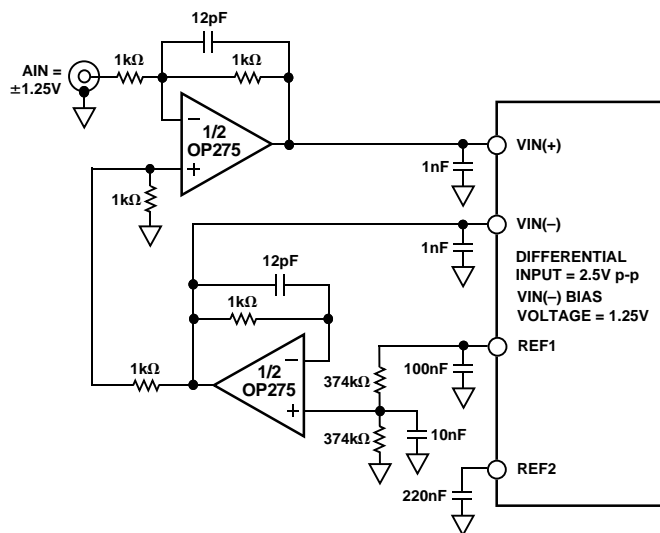 12pF
1kΩ
1kΩ
AIN =
±1.25V
1/2
OP275
−
+
1kΩ
1nF
VIN(+)
VIN(−)
1nF
DIFFERENTIAL
INPUT = 2.5V p-p
VIN(−) BIAS
VOLTAGE = 1.25V
12pF
1kΩ
1kΩ
1/2
OP275
−
+
374kΩ
374kΩ
10nF
100nF
REF1
220nF
REF2